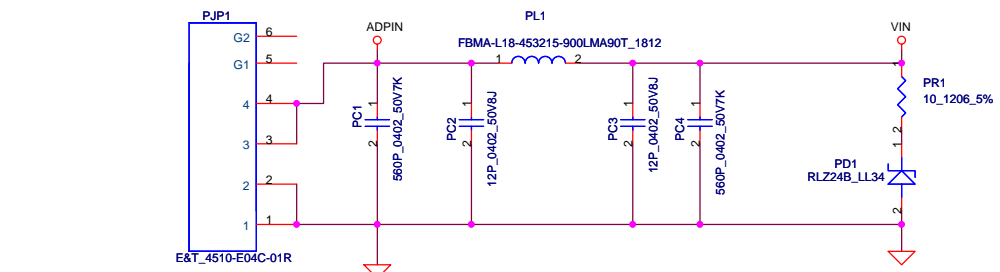 PJP1
G2 6
G1 5
4 4
3 3
2 2
1 1
E&T_4510-E04C-01R
ADPIN
PL1
FBMA-L18-453215-900LMA90T_1812
1 2
VIN
PC1
1
2
560P_0402_50V7K
PC2
1
2
12P_0402_50V8J
PC3
1
2
12P_0402_50V8J
PC4
1
2
560P_0402_50V7K
1
PR1
10_1206_5%
2
1
PD1
RLZ24B_LL34
2